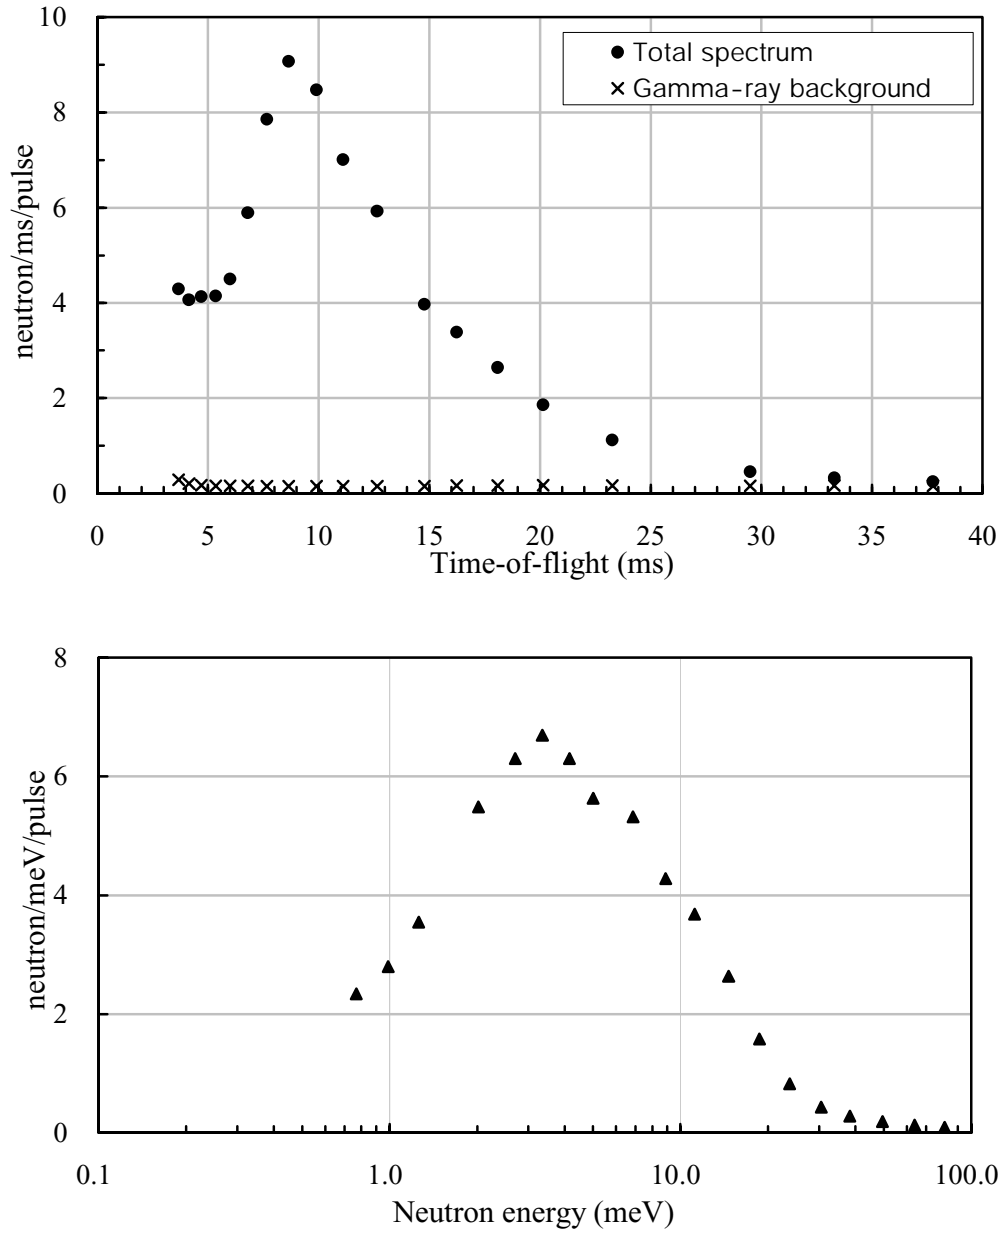 10
8
6
4
2
0
neutron/ms/pulse
Total spectrum
Gamma-ray background
0 5 10 15 20 25 30 35 40
Time-of-flight (ms)
8
6
4
2
0
neutron/meV/pulse
0.1 1.0 10.0 100.0
Neutron energy (meV)